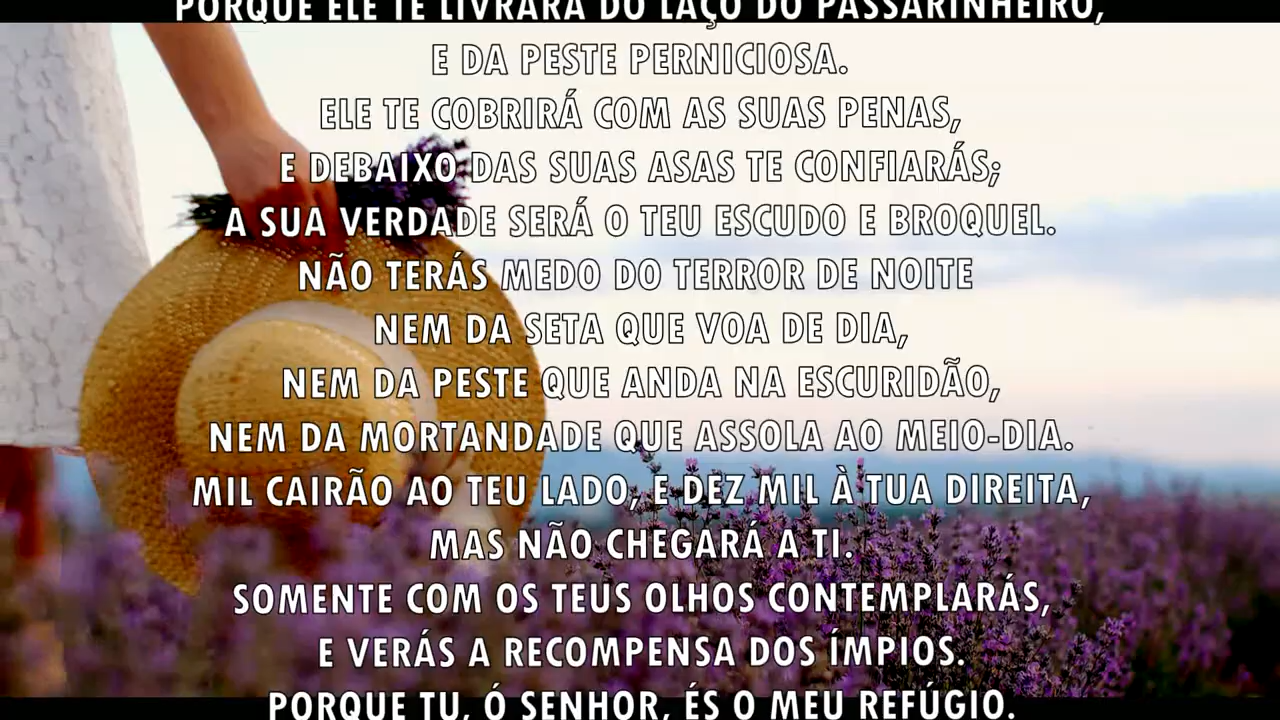 PORQUE ELE TE LIVRARÁ DO LAÇO DO PASSARINHEIRO,
E DA PESTE PERNICIOSA.
ELE TE COBRIRÁ COM AS SUAS PENAS,
E DEBAIXO DAS SUAS ASAS TE CONFIARÁS;
A SUA VERDADE SERÁ O TEU ESCUDO E BROQUEL.
NÃO TERÁS MEDO DO TERROR DE NOITE
NEM DA SETA QUE VOA DE DIA,
NEM DA PESTE QUE ANDA NA ESCURIDÃO,
NEM DA MORTANDADE QUE ASSOLA AO MEIO-DIA.
MIL CAIRÃO AO TEU LADO, E DEZ MIL À TUA DIREITA,
MAS NÃO CHEGARÁ A TI.
SOMENTE COM OS TEUS OLHOS CONTEMPLARÁS,
E VERÁS A RECOMPENSA DOS ÍMPIOS.
PORQUE TU, Ó SENHOR, ÉS O MEU REFÚGIO.